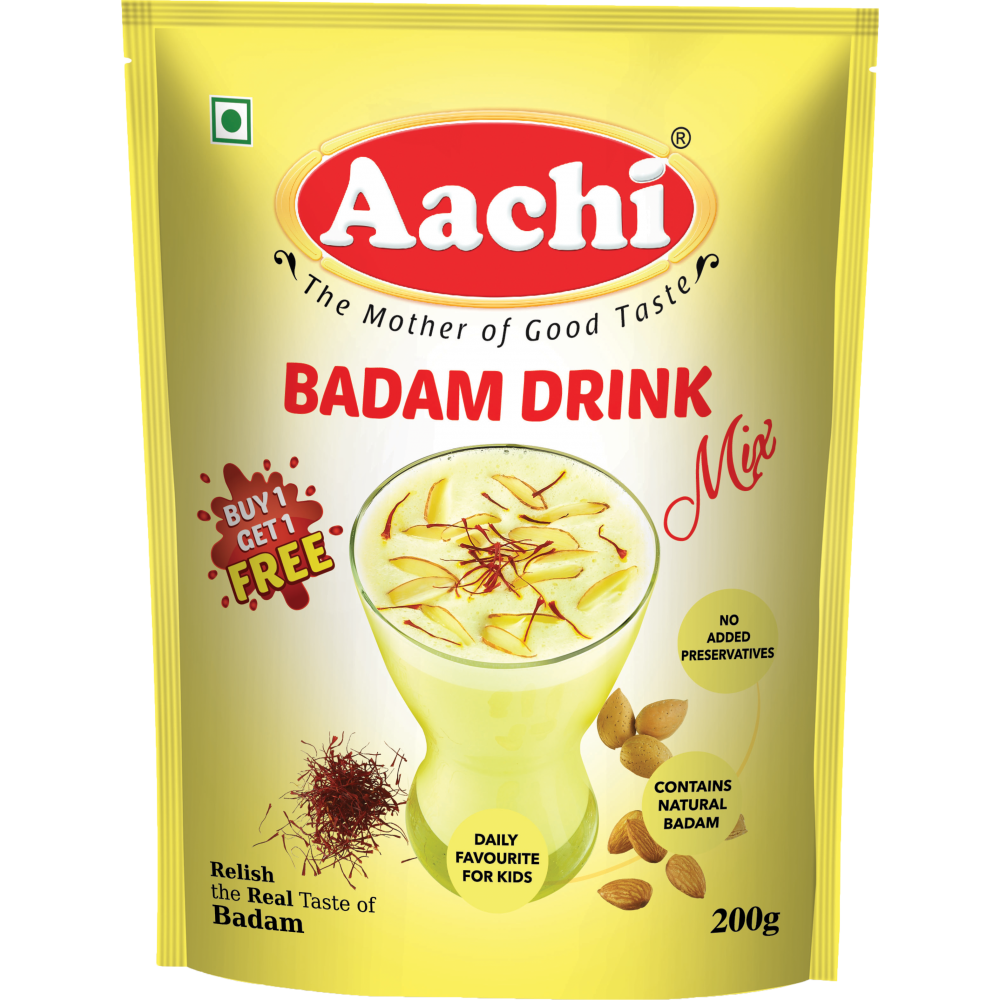 Aachi®
The Mother of Good Taste
BADAM DRINK
Mix
BUY 1
GET 1
FREE
NO
ADDED
PRESERVATIVES
CONTAINS
NATURAL
BADAM
DAILY
FAVOURITE
FOR KIDS
Relish
the Real Taste of
Badam
200g